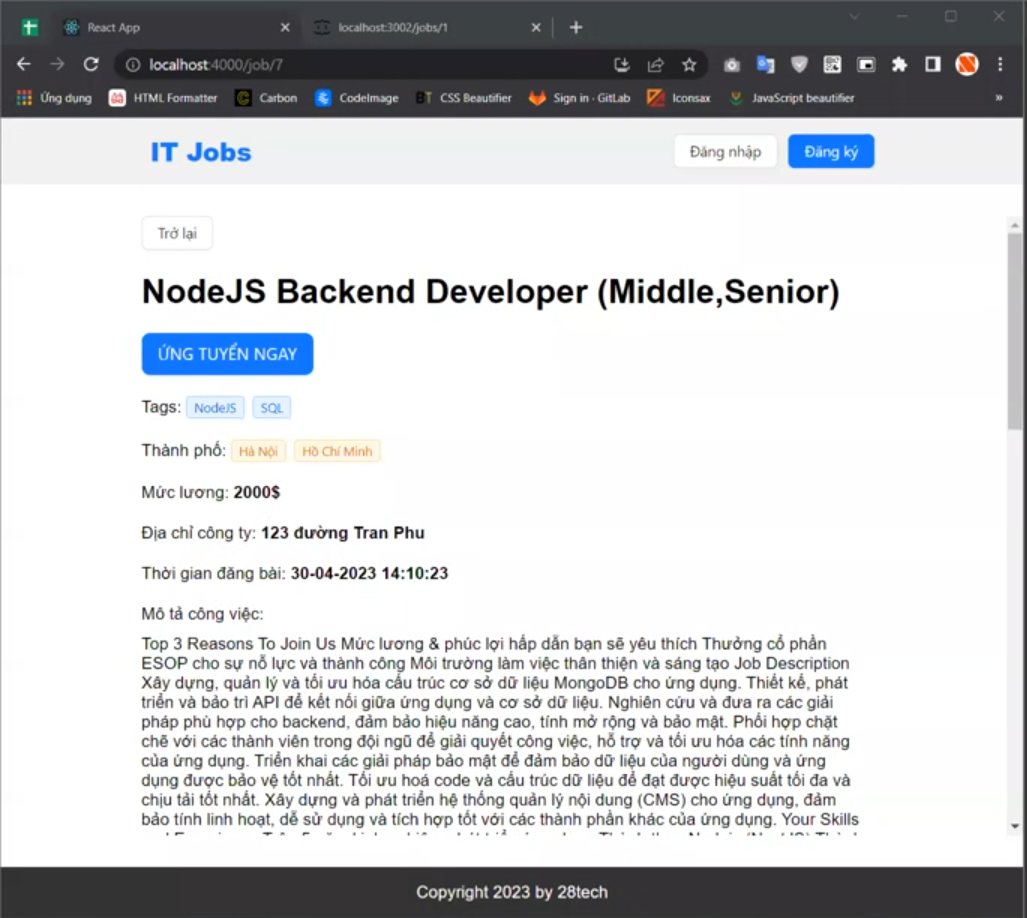 React App
localhost:3002/jobs/1
localhost:4000/job/7
Ứng dụng
HTML Formatter
Carbon
CodeImage
BT CSS Beautifier
Sign in · GitLab
Iconsax
JavaScript beautifier
»
IT Jobs
Đăng nhập
Đăng ký
Trở lại
NodeJS Backend Developer (Middle,Senior)
ỨNG TUYỂN NGAY
Tags: NodeJS SQL
Thành phố: Hà Nội Hồ Chí Minh
Mức lương: 2000$
Địa chỉ công ty: 123 đường Tran Phu
Thời gian đăng bài: 30-04-2023 14:10:23
Mô tả công việc:
Top 3 Reasons To Join Us Mức lương & phúc lợi hấp dẫn bạn sẽ yêu thích Thưởng cổ phần
ESOP cho sự nỗ lực và thành công Môi trường làm việc thân thiện và sáng tạo Job Description
Xây dựng, quản lý và tối ưu hóa cấu trúc cơ sở dữ liệu MongoDB cho ứng dụng. Thiết kế, phát
triển và bảo trì API để kết nối giữa ứng dụng và cơ sở dữ liệu. Nghiên cứu và đưa ra các giải
pháp phù hợp cho backend, đảm bảo hiệu năng cao, tính mở rộng và bảo mật. Phối hợp chặt
chẽ với các thành viên trong đội ngũ để giải quyết công việc, hỗ trợ và tối ưu hóa các tính năng
của ứng dụng. Triển khai các giải pháp bảo mật để đảm bảo dữ liệu của người dùng và ứng
dụng được bảo vệ tốt nhất. Tối ưu hoá code và cấu trúc dữ liệu để đạt được hiệu suất tối đa và
chịu tải tốt nhất. Xây dựng và phát triển hệ thống quản lý nội dung (CMS) cho ứng dụng, đảm
bảo tính linh hoạt, dễ sử dụng và tích hợp tốt với các thành phần khác của ứng dụng. Your Skills
Copyright 2023 by 28tech